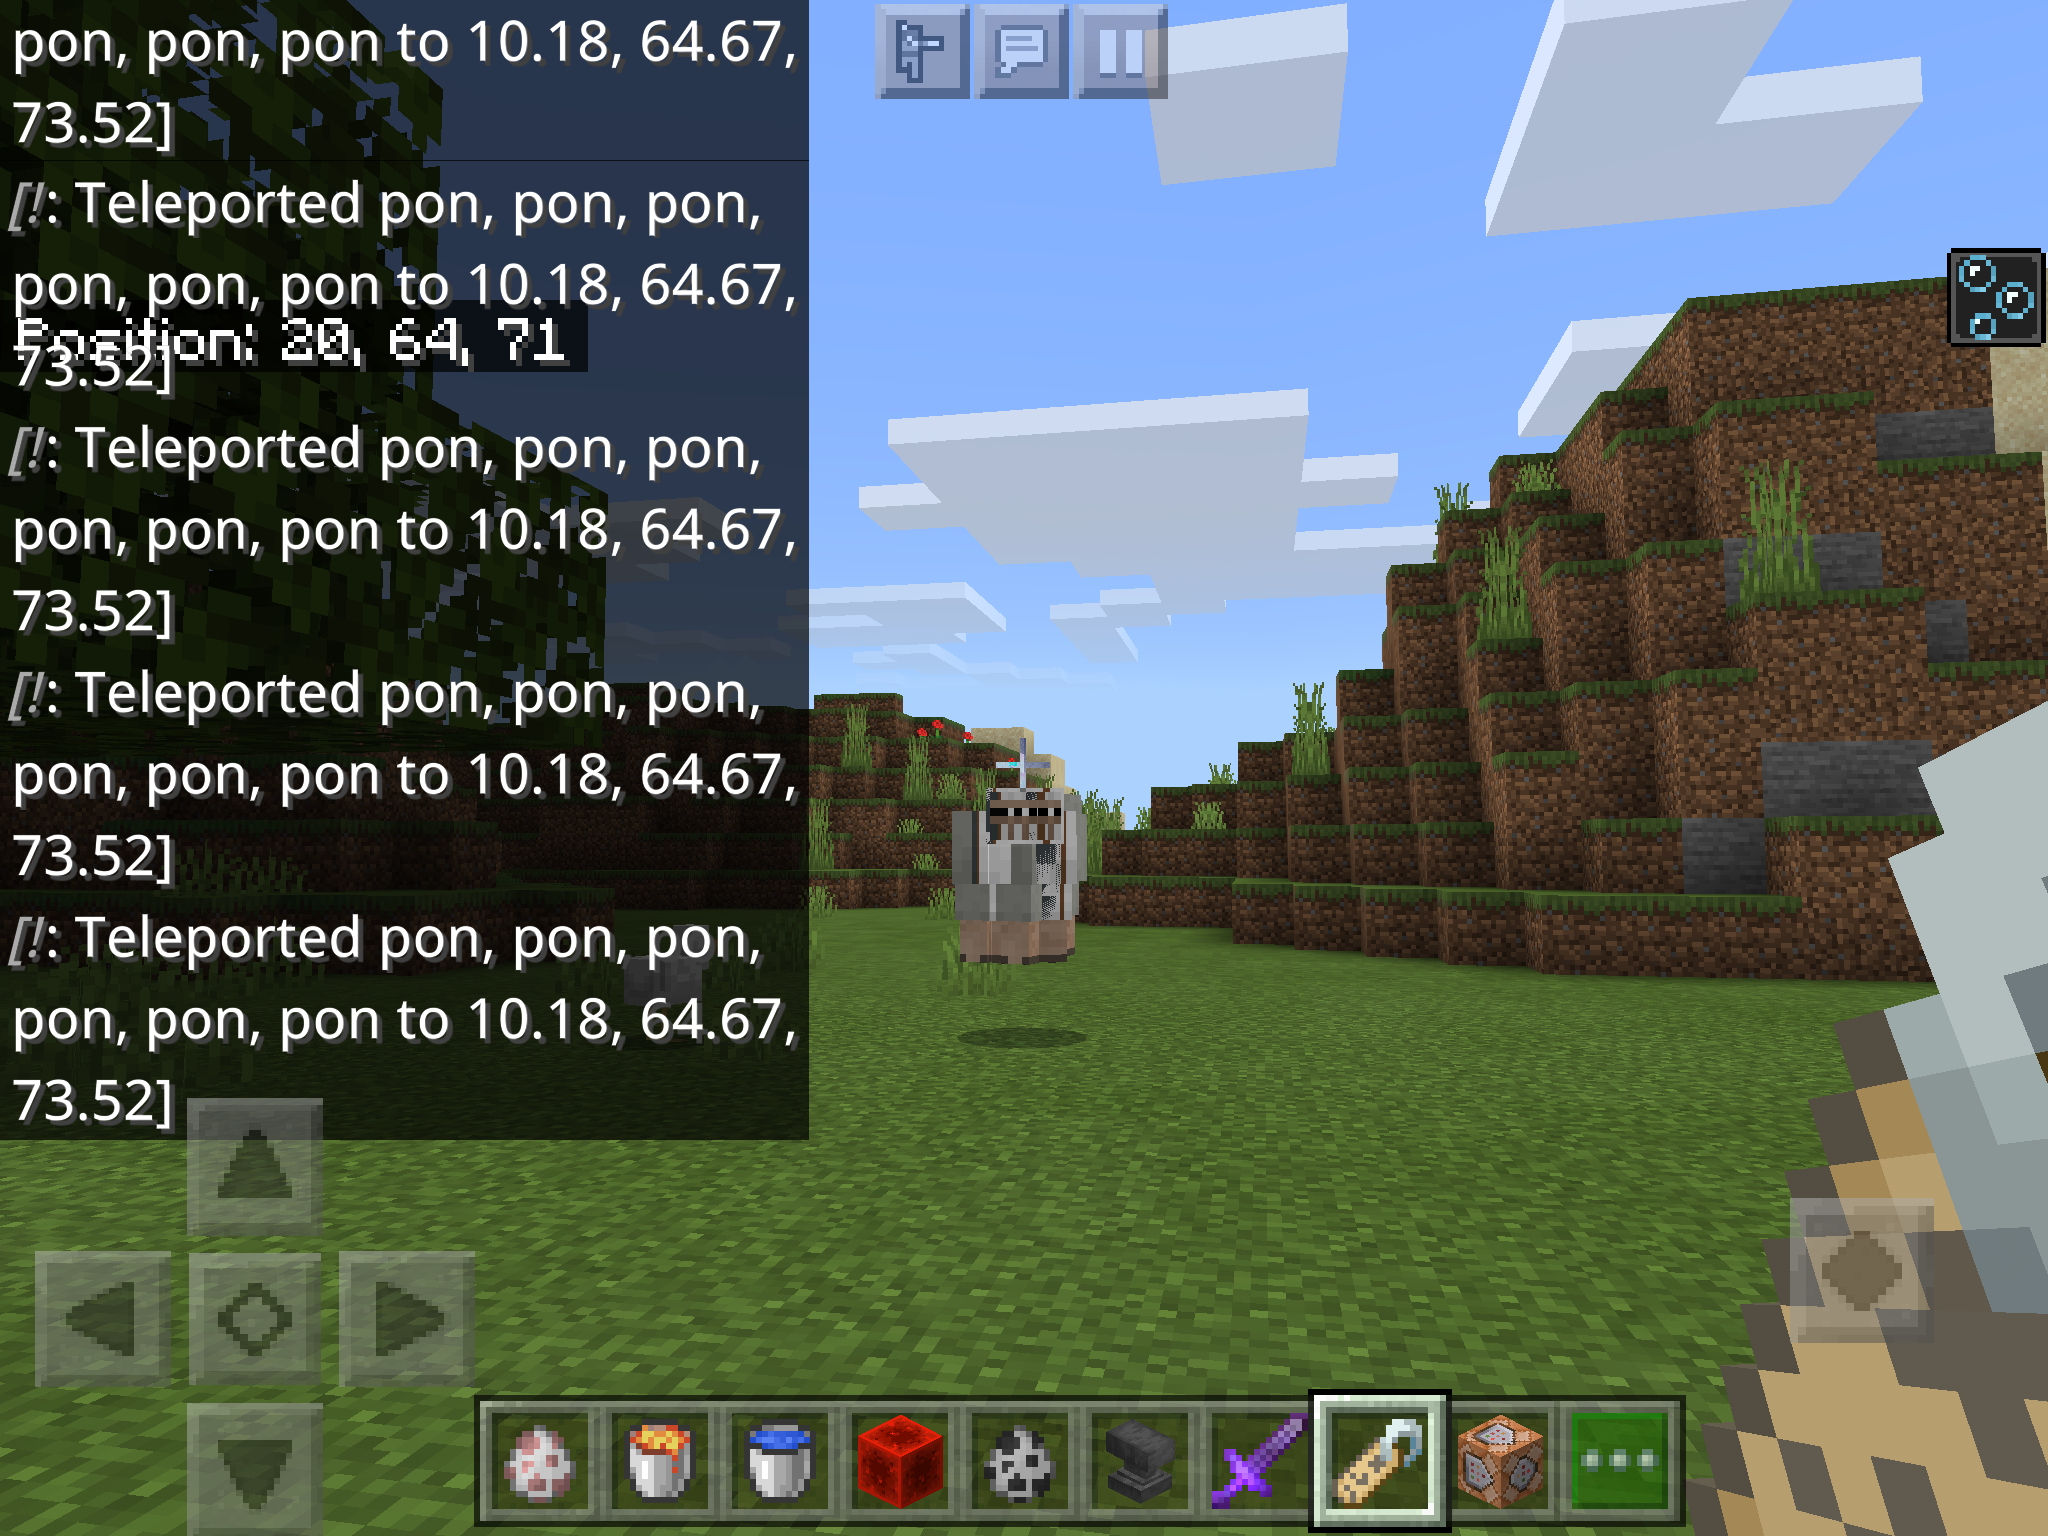 pon, pon, pon to 10.18, 64.67,
73.52]
[!: Teleported pon, pon, pon,
pon, pon, pon to 10.18, 64.67,
Position: 20, 64, 71
73.52]
[!: Teleported pon, pon, pon,
pon, pon, pon to 10.18, 64.67,
73.52]
[!: Teleported pon, pon, pon,
pon, pon, pon to 10.18, 64.67,
73.52]
[!: Teleported pon, pon, pon,
pon, pon, pon to 10.18, 64.67,
73.52]